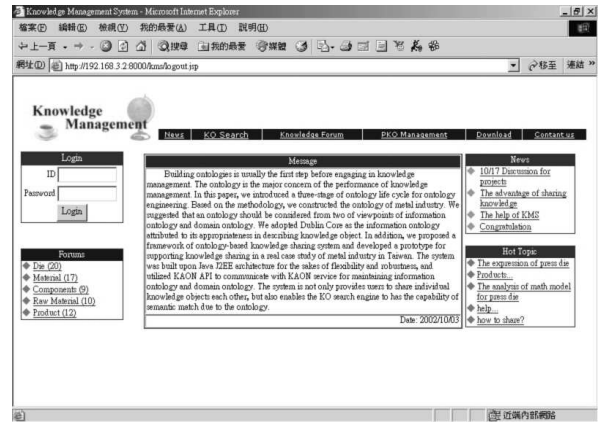 Knowledge Management System - Microsoft Internet Explorer
檔案(F) 編輯(E) 檢視(V) 我的最愛(A) 工具(T) 說明(H)
上一頁 搜尋 我的最愛 媒體
網址(D) http://192.168.3.2:8000/kms/logout.jsp 移至 連結 »
Knowledge
Management
News KO Search Knowledge Forum PKO Management Download Contact us
Login
ID
Password
Login
Forums
Die (20)
Material (17)
Components (9)
Raw Material (10)
Product (12)
Message
Building ontologies is usually the first step before engaging in knowledge
management. The ontology is the major concern of the performance of knowledge
management. In this paper, we introduced a three-stage of ontology life cycle for ontology
engineering. Based on the methodology, we constructed the ontology of metal industry. We
suggested that an ontology should be considered from two of viewpoints of information
ontology and domain ontology. We adopted Dublin Core as the information ontology
attributed to its appropriateness in describing knowledge object. In addition, we proposed a
framework of ontology-based knowledge sharing system and developed a prototype for
supporting knowledge sharing in a real case study of metal industry in Taiwan. The system
was built upon Java J2EE architecture for the sakes of flexibility and robustness, and
utilized KAON API to communicate with KAON service for maintaining information
ontology and domain ontology. The system is not only provides users to share individual
knowledge objects each other, but also enables the KO search engine to has the capability of
semantic match due to the ontology.
Date: 2002/10/03
News
10/17 Discussion for
projects
The advantage of sharing
knowledge
The help of KMS
Congratulation
Hot Topic
The expression of press die
Products...
The analysis of math model
for press die
help...
how to share?
近端內部網路